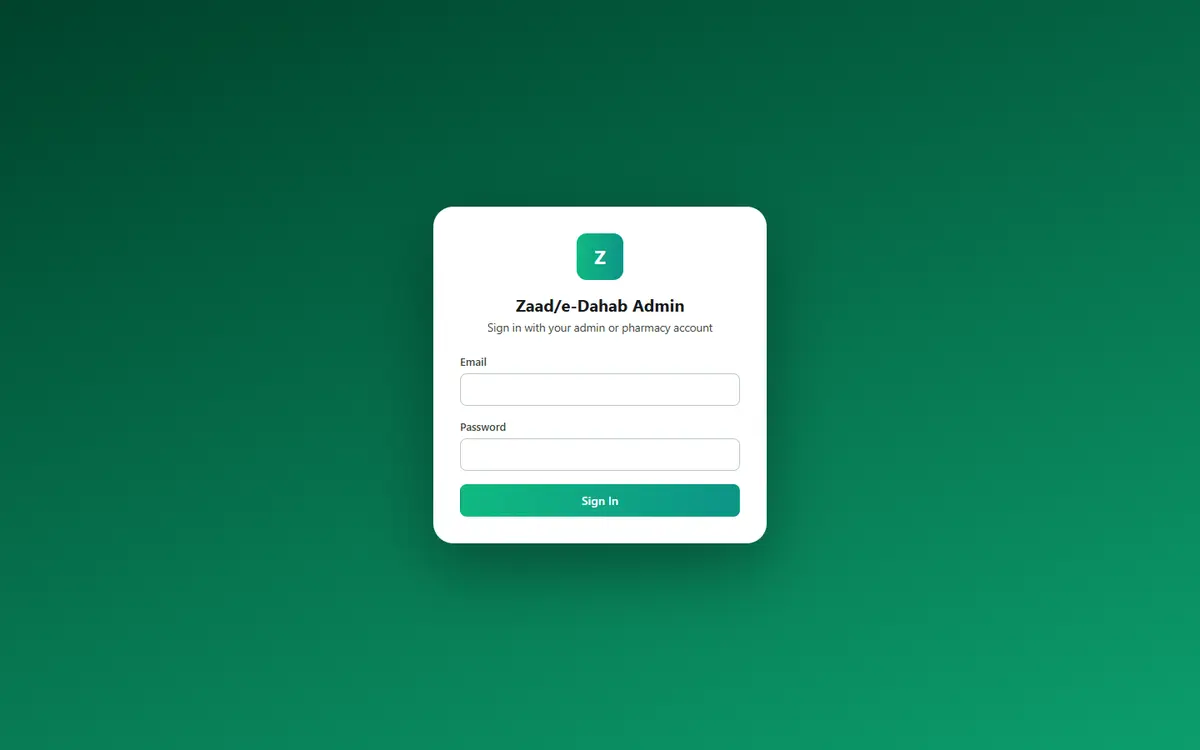 Z
Zaad/e-Dahab Admin
Sign in with your admin or pharmacy account
Email
Password
Sign In